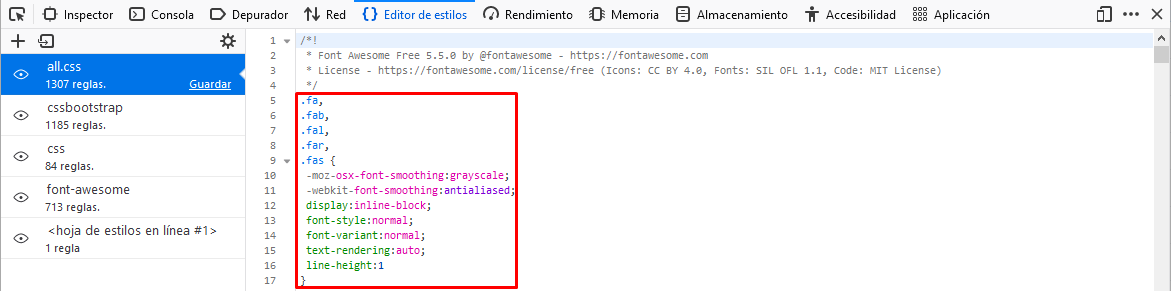 Inspector Consola Depurador Red Editor de estilos Rendimiento Memoria Almacenamiento Accesibilidad Aplicación
all.css
1307 reglas. Guardar
cssbootstrap
1185 reglas.
css
84 reglas.
font-awesome
713 reglas.
<hoja de estilos en línea #1>
1 regla
1 /*!
2 * Font Awesome Free 5.5.0 by @fontawesome - https://fontawesome.com
3 * License - https://fontawesome.com/license/free (Icons: CC BY 4.0, Fonts: SIL OFL 1.1, Code: MIT License)
4 */
5 .fa,
6 .fab,
7 .fal,
8 .far,
9 .fas {
10 -moz-osx-font-smoothing:grayscale;
11 -webkit-font-smoothing:antialiased;
12 display:inline-block;
13 font-style:normal;
14 font-variant:normal;
15 text-rendering:auto;
16 line-height:1
17 }